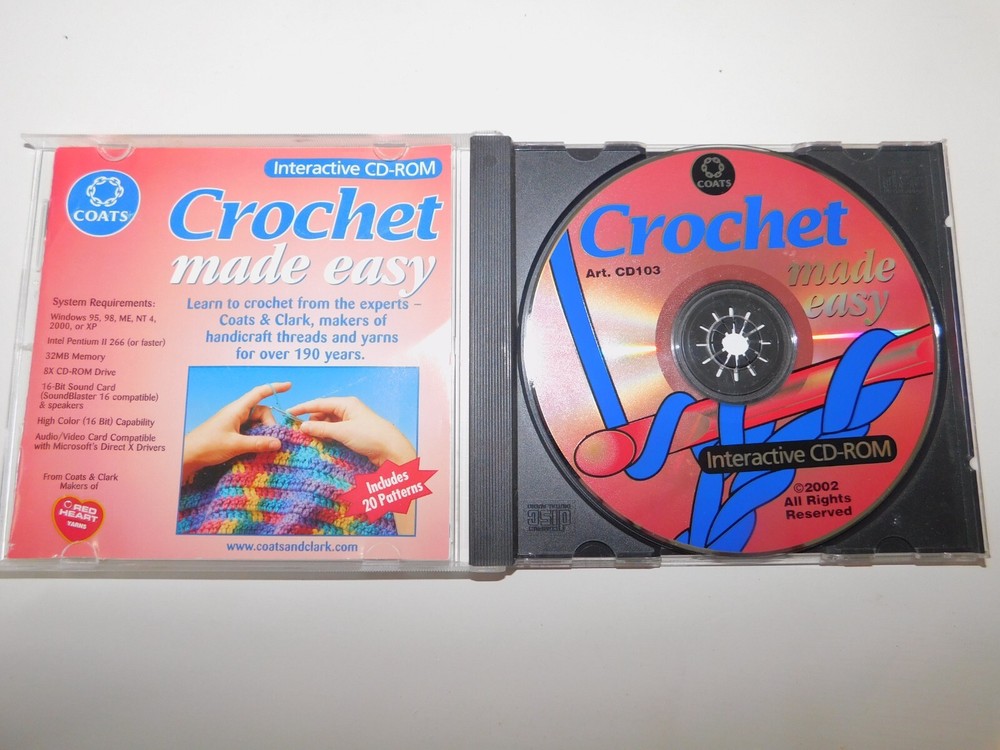 Interactive CD-ROM
COATS
Crochet
made easy
System Requirements:
Windows 95, 98, ME, NT 4,
2000, or XP
Intel Pentium II 266 (or faster)
32MB Memory
8X CD-ROM Drive
16-Bit Sound Card
(SoundBlaster 16 compatible)
& speakers
High Color (16 Bit) Capability
Audio/Video Card Compatible
with Microsoft's Direct X Drivers
From Coats & Clark
Makers of
RED
HEART
YARNS
Learn to crochet from the experts –
Coats & Clark, makers of
handicraft threads and yarns
for over 190 years.
Includes
20 Patterns
www.coatsandclark.com
COATS
Crochet
made
easy
Art. CD103
Interactive CD-ROM
©2002
All Rights
Reserved